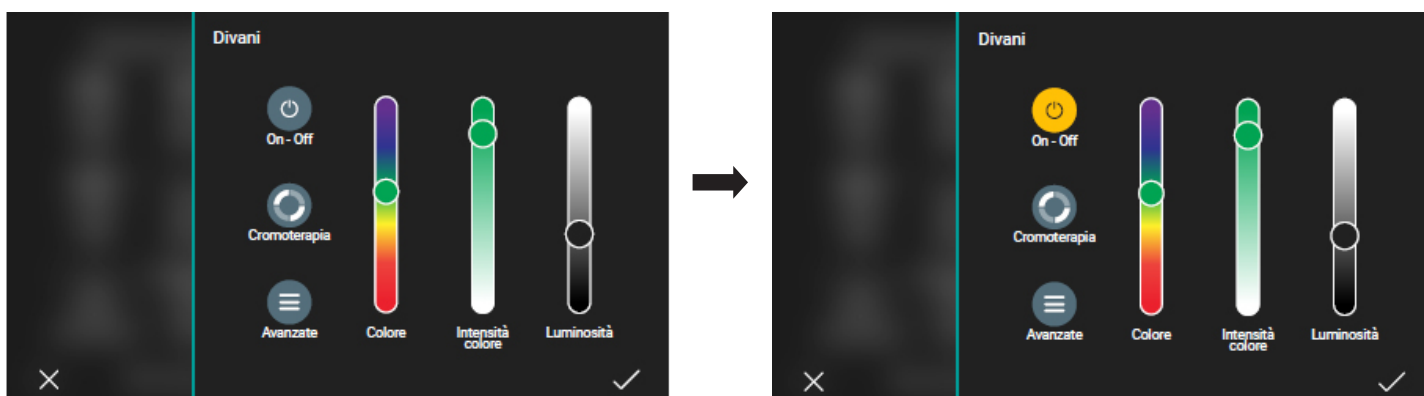 Divani
On - Off
Cromoterapia
Avanzate
Colore
Intensità
colore
Luminosità
Divani
On - Off
Cromoterapia
Avanzate
Colore
Intensità
colore
Luminosità